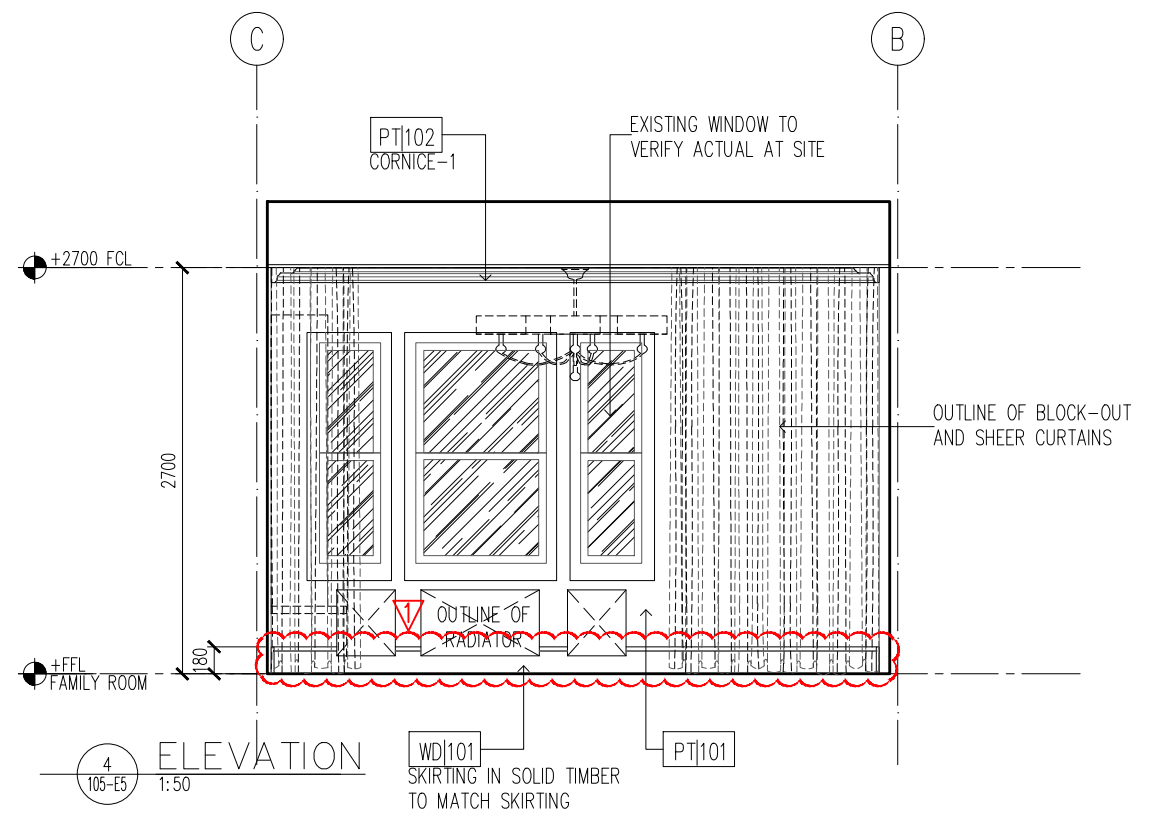 C
B
PT|102
CORNICE-1
EXISTING WINDOW TO
VERIFY ACTUAL AT SITE
+2700 FCL
2700
OUTLINE OF BLOCK-OUT
AND SHEER CURTAINS
1
OUTLINE OF
RADIATOR
180
+FFL
FAMILY ROOM
WD|101
SKIRTING IN SOLID TIMBER
TO MATCH SKIRTING
PT|101
4
105-E5
ELEVATION
1:50